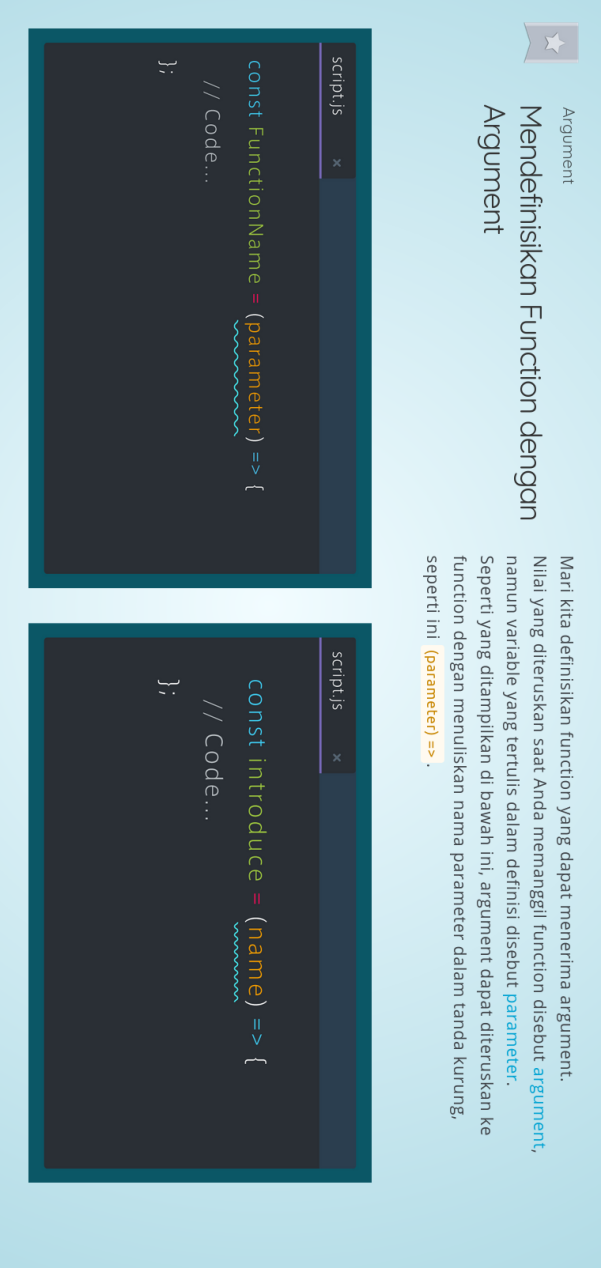 Argument
Mendefinisikan Function dengan
Argument
Mari kita definisikan function yang dapat menerima argument.
Nilai yang diteruskan saat Anda memanggil function disebut argument,
namun variable yang tertulis dalam definisi disebut parameter.
Seperti yang ditampilkan di bawah ini, argument dapat diteruskan ke
function dengan menuliskan nama parameter dalam tanda kurung,
seperti ini (parameter) => .
script.js ×
const FunctionName = (parameter) => {
// Code...
};
script.js ×
const introduce = (name) => {
// Code...
};